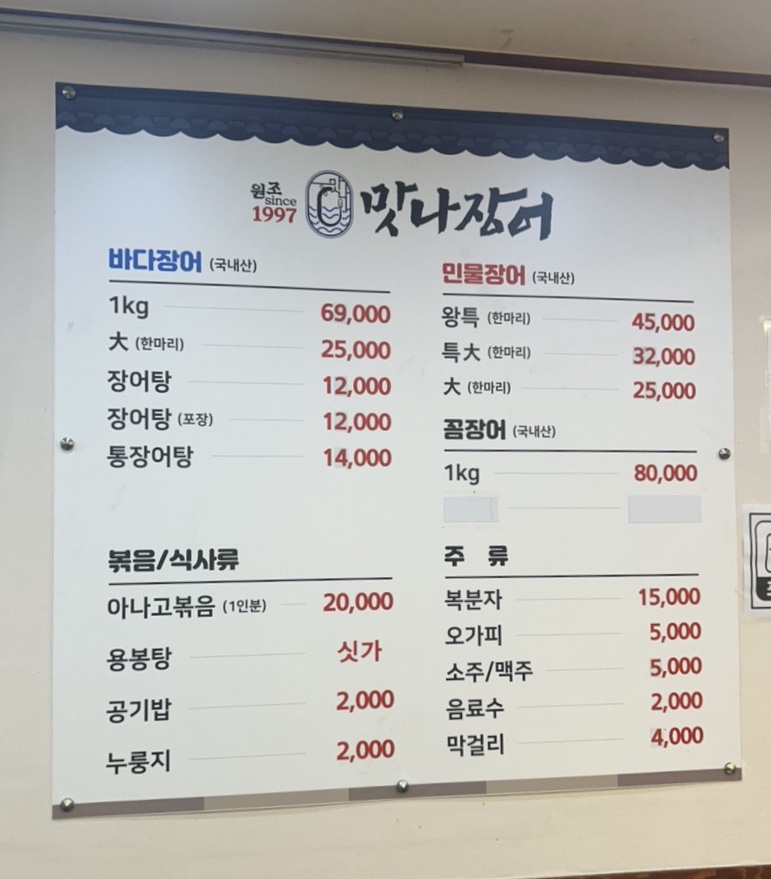 원조
since
1997
맛나장어
바다장어 (국내산)
1kg 69,000
大 (한마리) 25,000
장어탕 12,000
장어탕 (포장) 12,000
통장어탕 14,000
민물장어 (국내산)
왕특 (한마리) 45,000
특大 (한마리) 32,000
大 (한마리) 25,000
꼼장어 (국내산)
1kg 80,000
볶음/식사류
아나고볶음 (1인분) 20,000
용봉탕 싯가
공기밥 2,000
누룽지 2,000
주 류
복분자 15,000
오가피 5,000
소주/맥주 5,000
음료수 2,000
막걸리 4,000